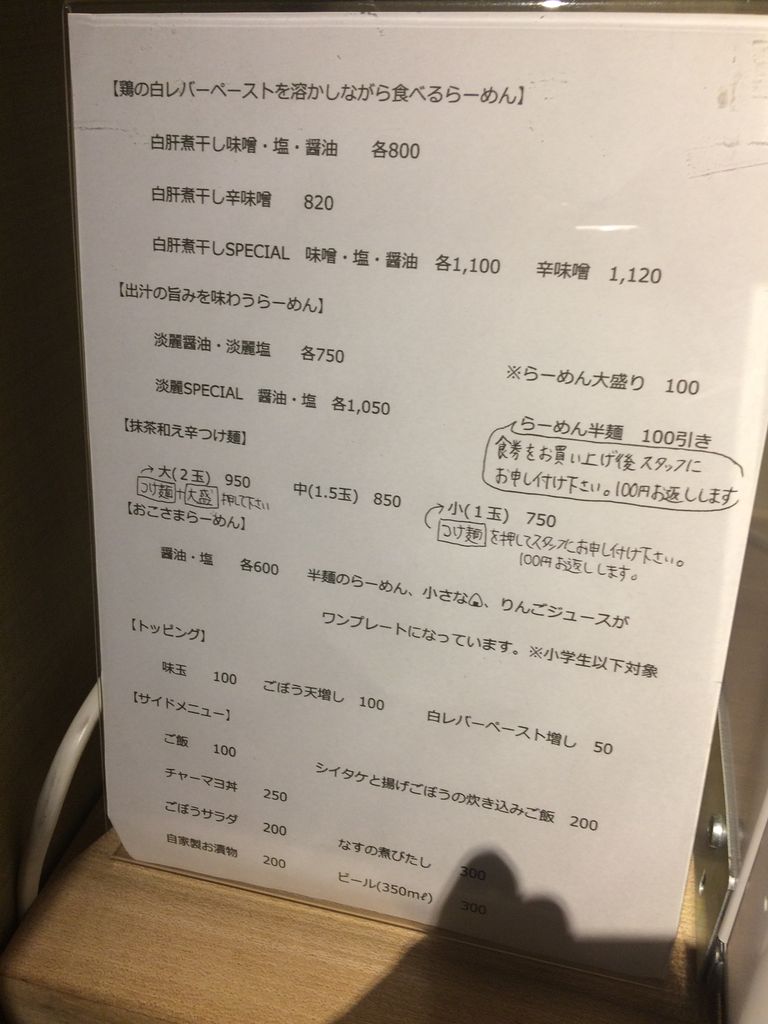 【鶏の白レバーペーストを溶かしながら食べるらーめん】
白肝煮干し味噌・塩・醤油　各800
白肝煮干し辛味噌　820
白肝煮干しSPECIAL　味噌・塩・醤油　各1,100　辛味噌　1,120
【出汁の旨みを味わうらーめん】
淡麗醤油・淡麗塩　各750
※らーめん大盛り　100
淡麗SPECIAL　醤油・塩　各1,050
らーめん半麺　100引き
食券をお買い上げ後スタッフに
お申し付け下さい。100円お返しします
【抹茶和え辛つけ麺】
→大(2玉)　950　中(1.5玉)　850　小(1玉)　750
つけ麺+大盛 押して下さい
つけ麺を押してスタッフにお申し付け下さい。
100円お返しします。
【おこさまらーめん】
醤油・塩　各600　半麺のらーめん、小さな🍙、りんごジュースが
ワンプレートになっています。※小学生以下対象
【トッピング】
味玉　100　ごぼう天増し　100　白レバーペースト増し　50
【サイドメニュー】
ご飯　100　シイタケと揚げごぼうの炊き込みご飯　200
チャーマヨ丼　250
ごぼうサラダ　200　なすの煮びたし　300
自家製お漬物　200　ビール(350mℓ)　300